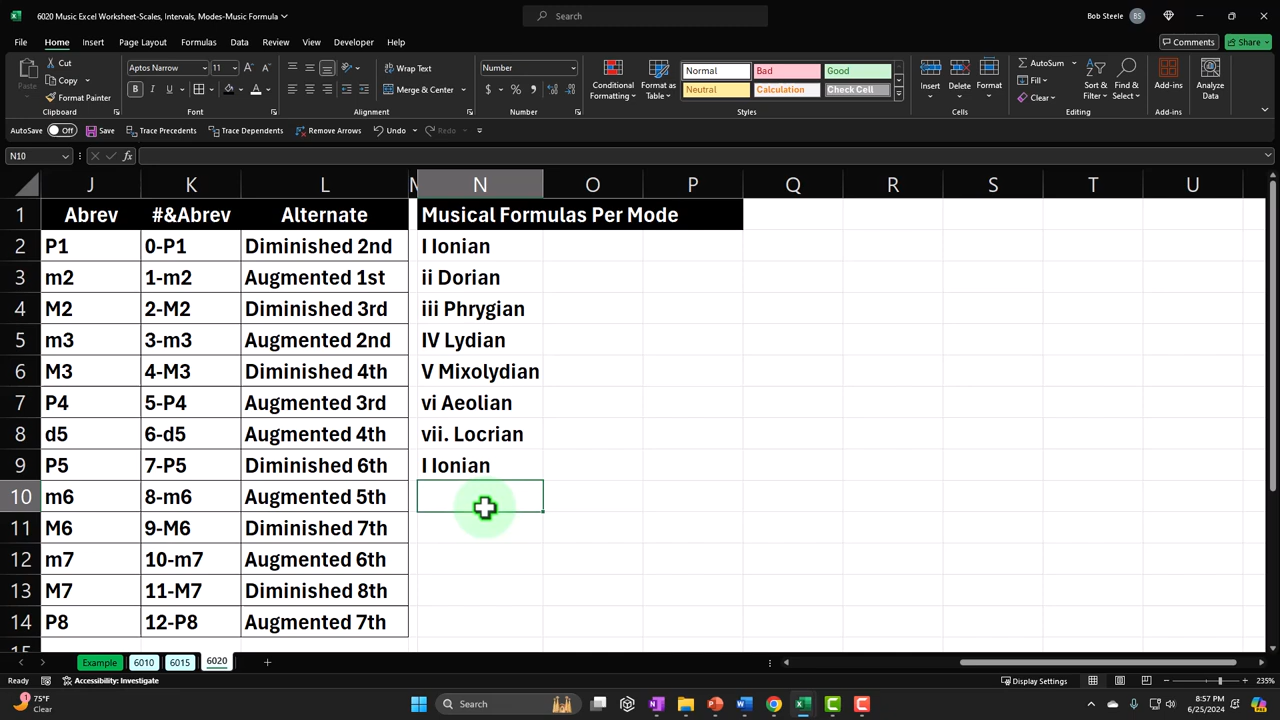 6020 Music Excel Worksheet-Scales, Intervals, Modes-Music Formula
Search
Bob Steele BS
File Home Insert Page Layout Formulas Data Review View Developer Help
Comments Share
Paste
Cut
Copy
Format Painter
Clipboard
Aptos Narrow 11
B I U
Font
Wrap Text
Merge & Center
Alignment
Number
$ %
Number
Conditional Formatting
Format as Table
Normal Bad Good
Neutral Calculation Check Cell
Styles
Insert Delete Format
Cells
AutoSum
Fill
Clear
Sort & Filter
Find & Select
Editing
Add-ins
Add-ins
Analyze Data
AutoSave Off Save Trace Precedents Trace Dependents Remove Arrows Undo Redo
N10 fx
J K L M N O P Q R S T U
1 Abrev #&Abrev Alternate Musical Formulas Per Mode
2 P1 0-P1 Diminished 2nd I Ionian
3 m2 1-m2 Augmented 1st ii Dorian
4 M2 2-M2 Diminished 3rd iii Phrygian
5 m3 3-m3 Augmented 2nd IV Lydian
6 M3 4-M3 Diminished 4th V Mixolydian
7 P4 5-P4 Augmented 3rd vi Aeolian
8 d5 6-d5 Augmented 4th vii. Locrian
9 P5 7-P5 Diminished 6th I Ionian
10 m6 8-m6 Augmented 5th
11 M6 9-M6 Diminished 7th
12 m7 10-m7 Augmented 6th
13 M7 11-M7 Diminished 8th
14 P8 12-P8 Augmented 7th
Example 6010 6015 6020
Ready Accessibility: Investigate Display Settings 235%
75°F
Clear
Search
8:57 PM
6/25/2024